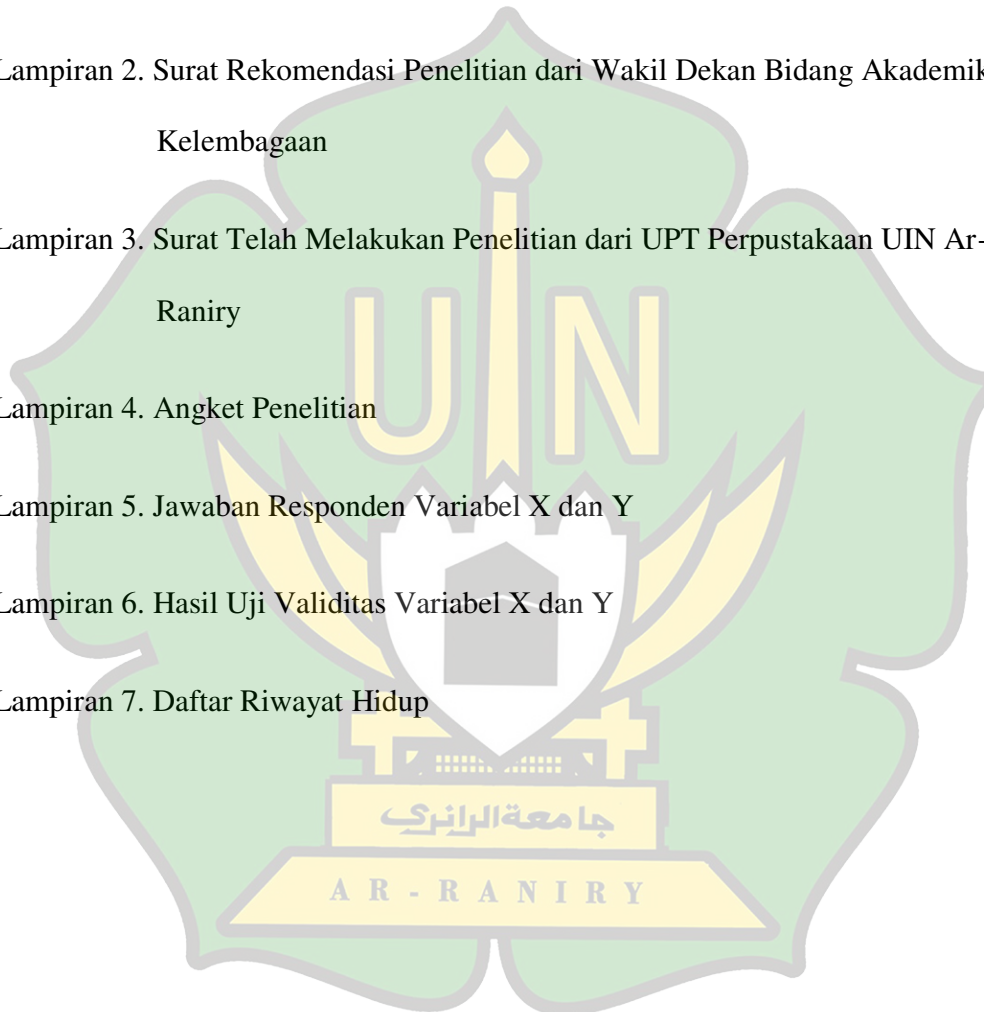 Lampiran 2. Surat Rekomendasi Penelitian dari Wakil Dekan Bidang Akademik
Kelembagaan
Lampiran 3. Surat Telah Melakukan Penelitian dari UPT Perpustakaan UIN Ar-
Raniry
Lampiran 4. Angket Penelitian
Lampiran 5. Jawaban Responden Variabel X dan Y
Lampiran 6. Hasil Uji Validitas Variabel X dan Y
Lampiran 7. Daftar Riwayat Hidup
UIN
جامعةالرانري
AR-RANIRY